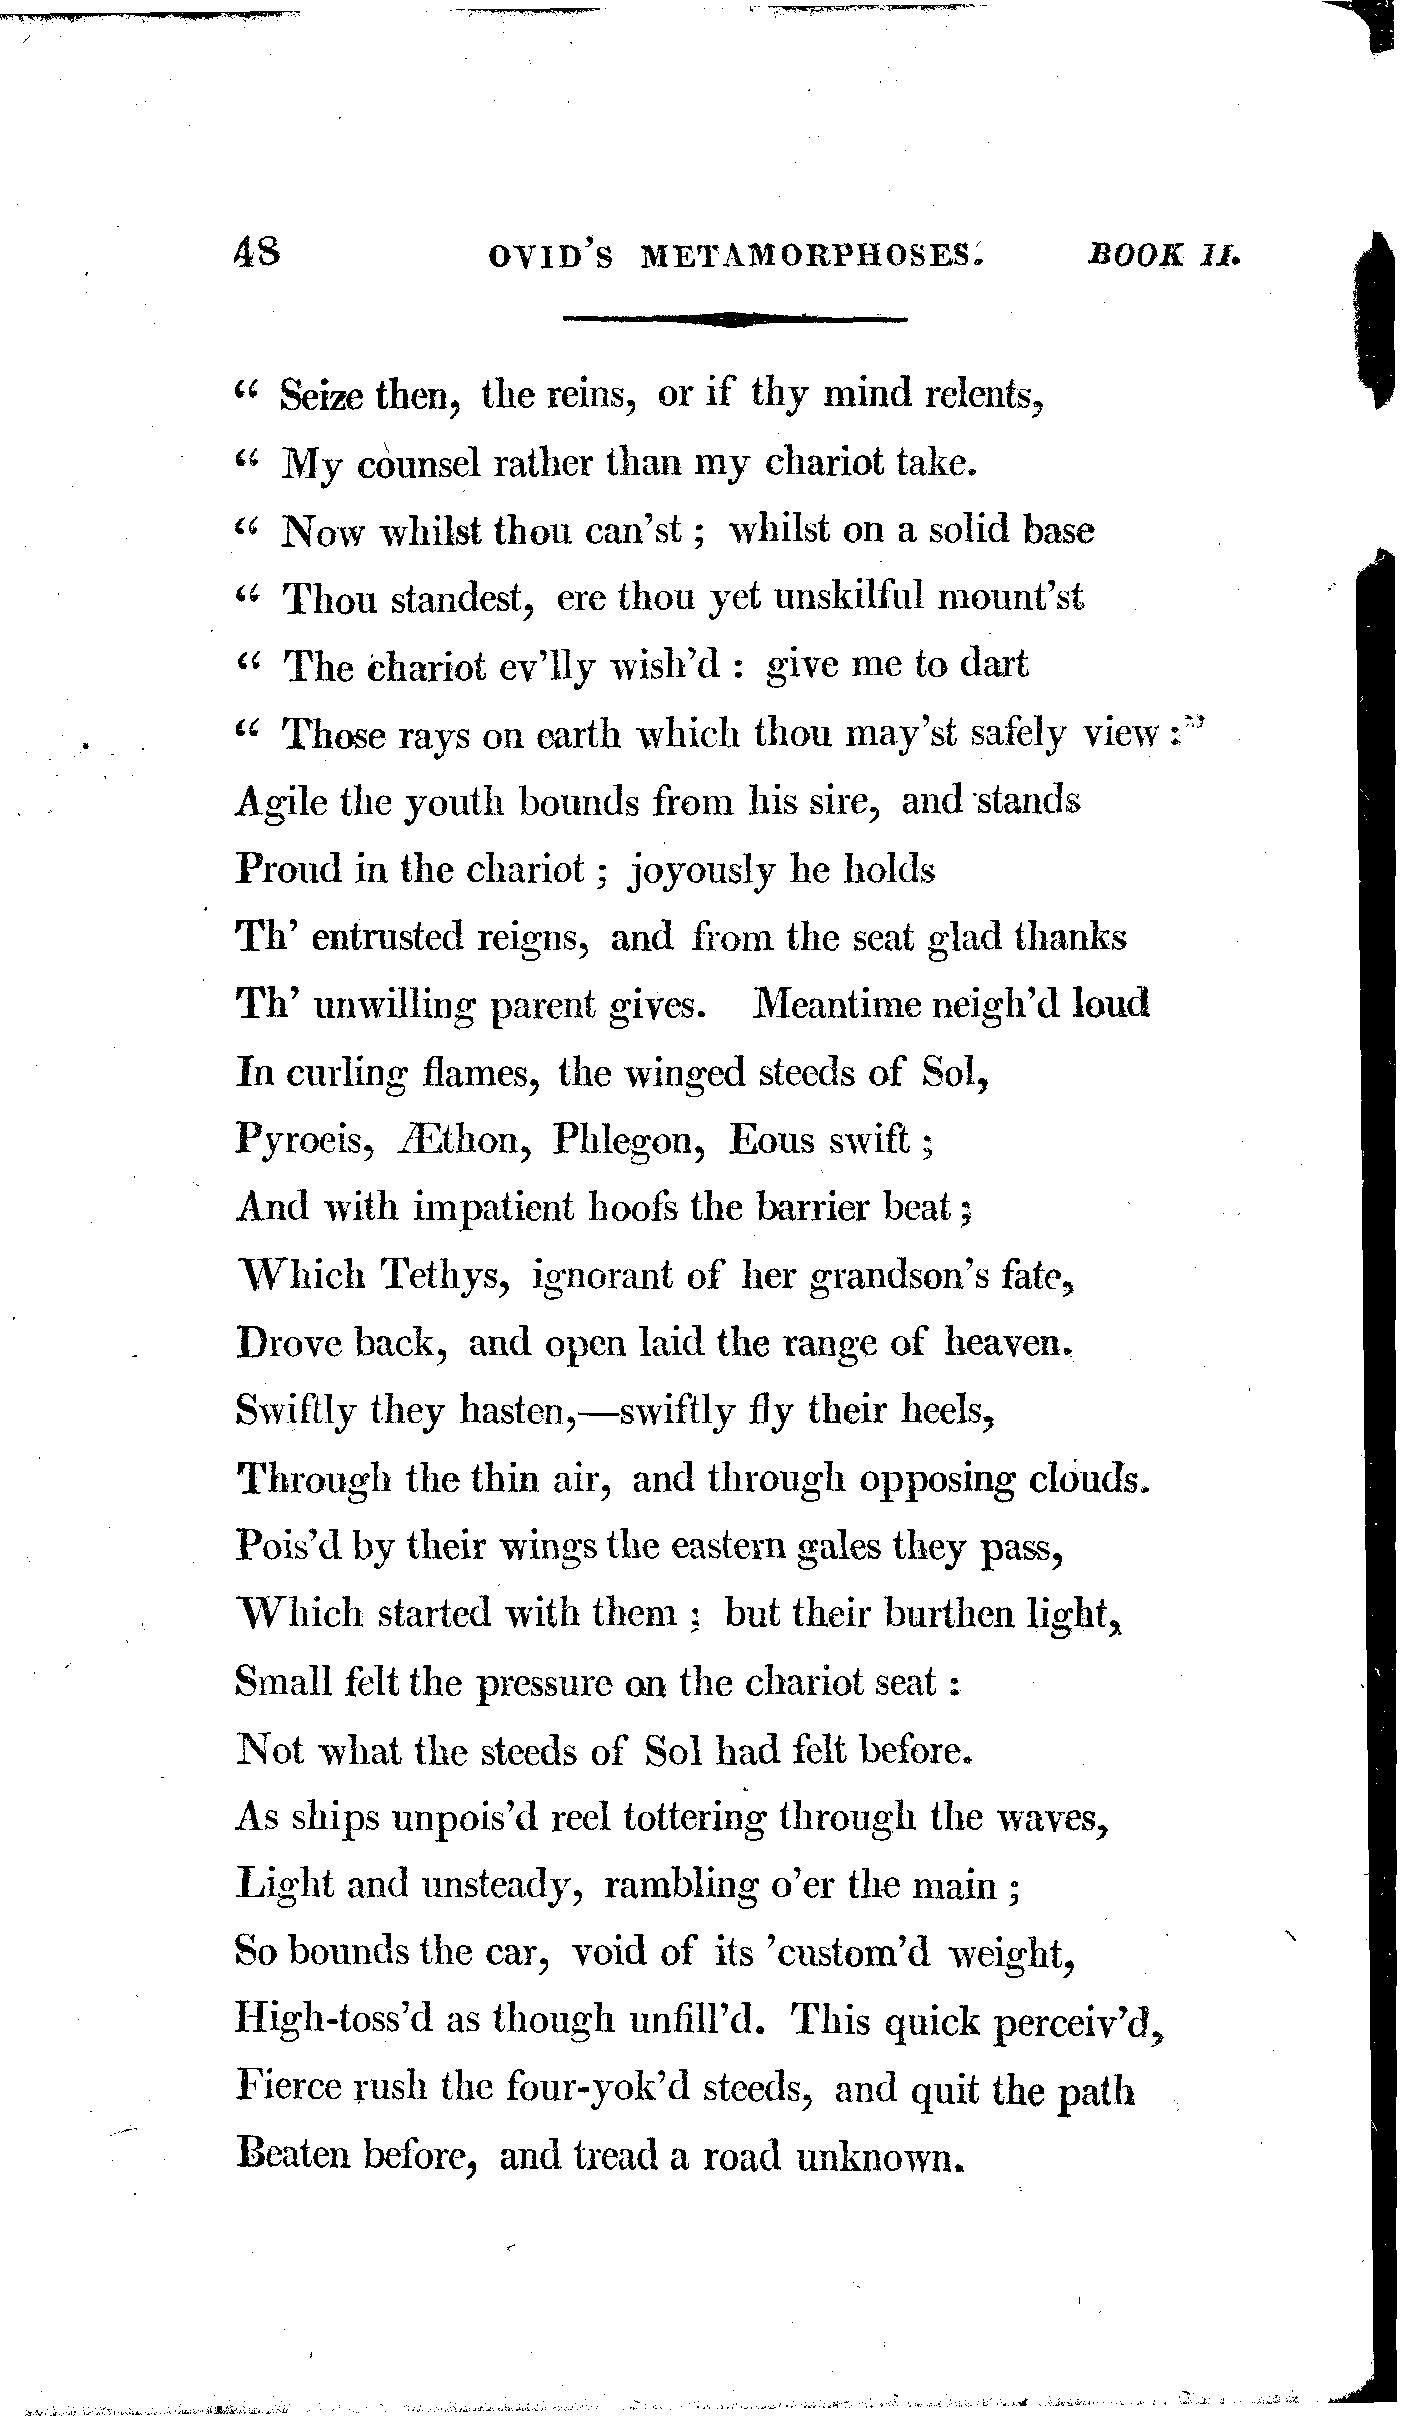 48 OVID'S METAMORPHOSES. BOOK II.
“ Seize then, the reins, or if thy mind relents,
“ My counsel rather than my chariot take.
“ Now whilst thou can'st ; whilst on a solid base
“ Thou standest, ere thou yet unskilful mount'st
“ The chariot ev'lly wish'd : give me to dart
“ Those rays on earth which thou may'st safely view :”
Agile the youth bounds from his sire, and stands
Proud in the chariot ; joyously he holds
Th' entrusted reigns, and from the seat glad thanks
Th' unwilling parent gives. Meantime neigh'd loud
In curling flames, the winged steeds of Sol,
Pyroeis, Æthon, Phlegon, Eous swift ;
And with impatient hoofs the barrier beat ;
Which Tethys, ignorant of her grandson's fate,
Drove back, and open laid the range of heaven.
Swiftly they hasten,—swiftly fly their heels,
Through the thin air, and through opposing clouds.
Pois'd by their wings the eastern gales they pass,
Which started with them ; but their burthen light,
Small felt the pressure on the chariot seat :
Not what the steeds of Sol had felt before.
As ships unpois'd reel tottering through the waves,
Light and unsteady, rambling o'er the main ;
So bounds the car, void of its 'custom'd weight,
High-toss'd as though unfill'd. This quick perceiv'd,
Fierce rush the four-yok'd steeds, and quit the path
Beaten before, and tread a road unknown.